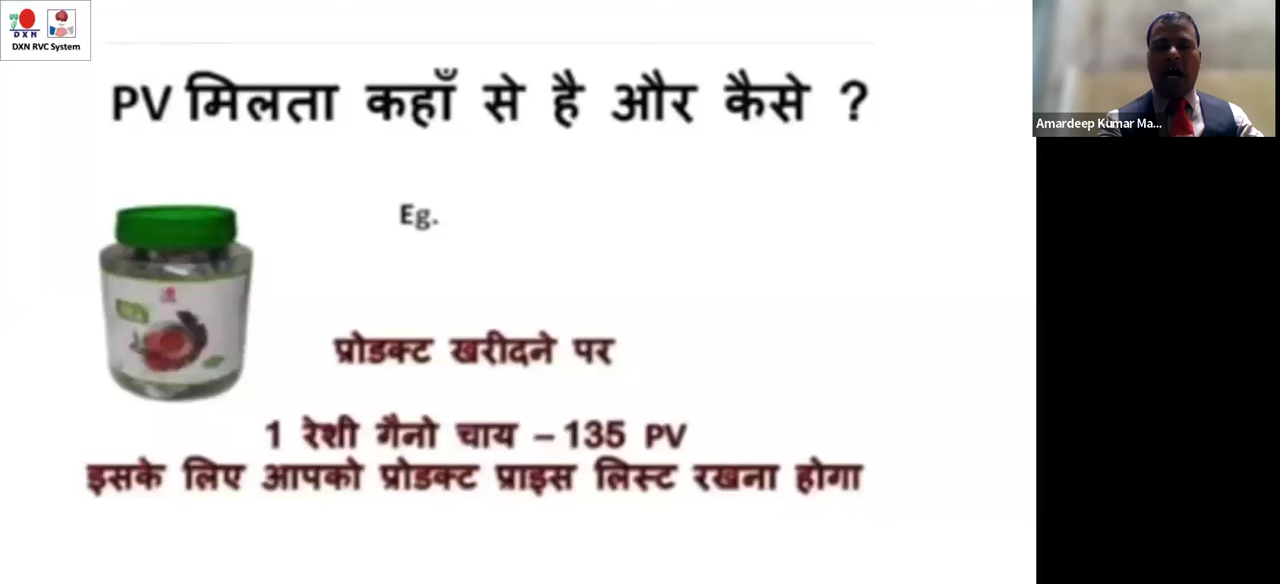 DXN
DXN RVC System
PV मिलता कहाँ से है और कैसे ?
Amardeep Kumar Ma...
Eg.
प्रोडक्ट खरीदने पर
1 रेशी गैनो चाय – 135 PV
इसके लिए आपको प्रोडक्ट प्राइस लिस्ट रखना होगा